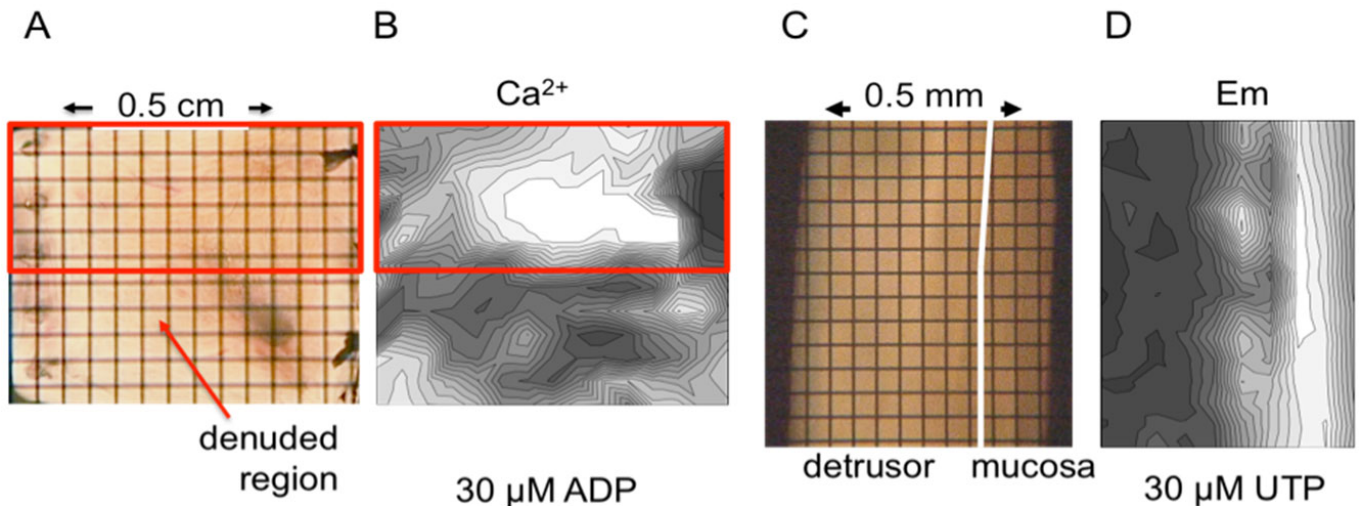 A
B
C
D
0.5 cm
Ca²⁺
0.5 mm
Em
denuded
region
30 µM ADP
detrusor
mucosa
30 µM UTP